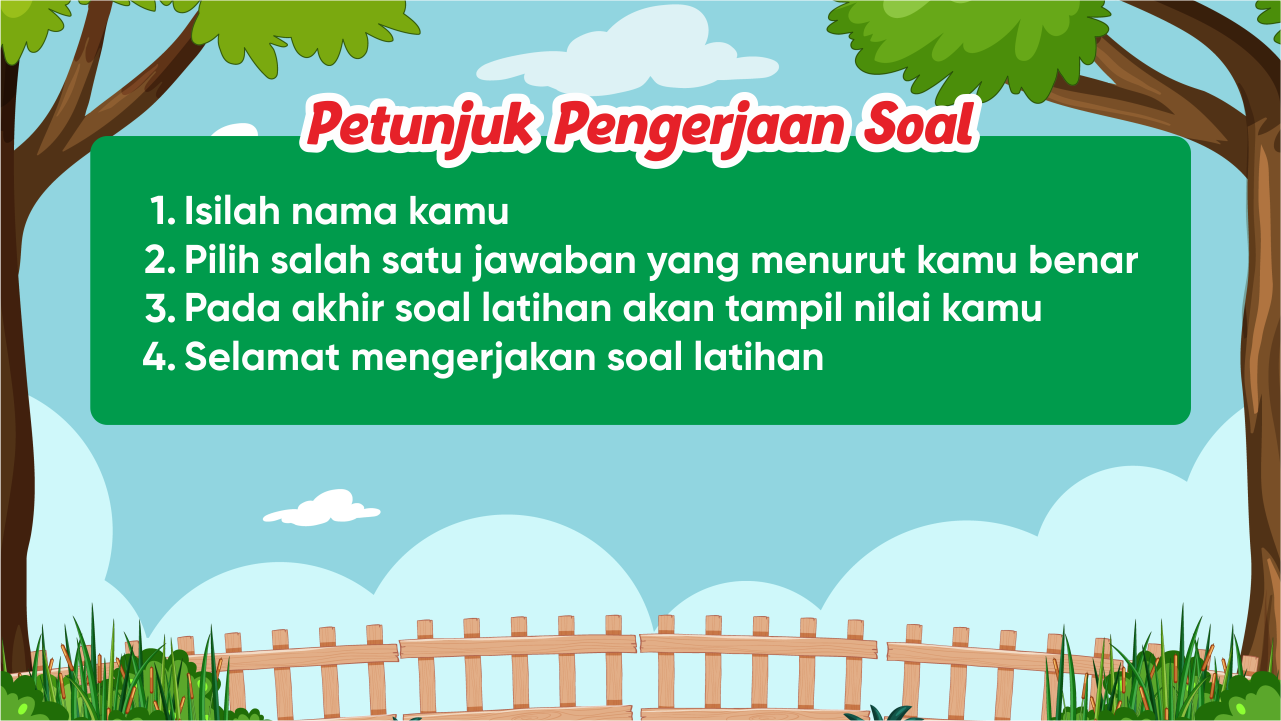 Petunjuk Pengerjaan Soal
1. Isilah nama kamu
2. Pilih salah satu jawaban yang menurut kamu benar
3. Pada akhir soal latihan akan tampil nilai kamu
4. Selamat mengerjakan soal latihan